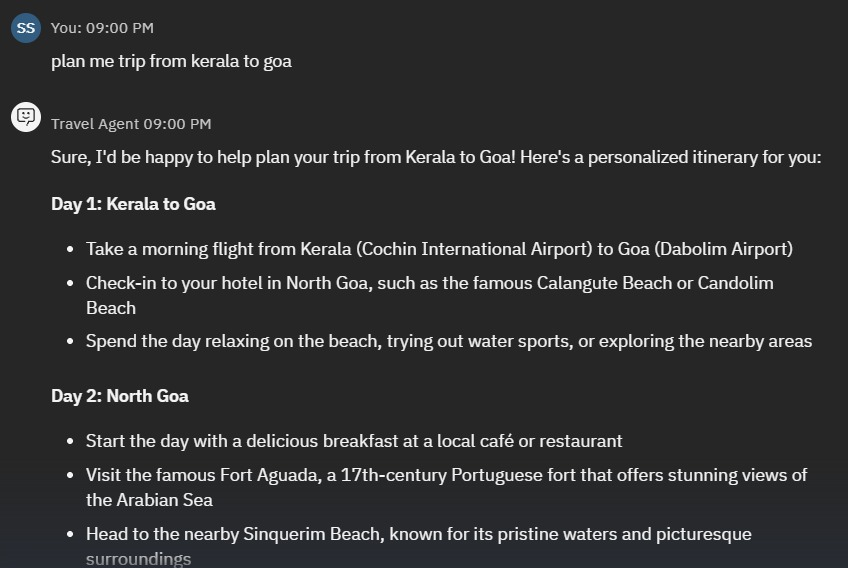 SS You: 09:00 PM
plan me trip from kerala to goa
Travel Agent 09:00 PM
Sure, I'd be happy to help plan your trip from Kerala to Goa! Here's a personalized itinerary for you:
Day 1: Kerala to Goa
• Take a morning flight from Kerala (Cochin International Airport) to Goa (Dabolim Airport)
• Check-in to your hotel in North Goa, such as the famous Calangute Beach or Candolim
Beach
• Spend the day relaxing on the beach, trying out water sports, or exploring the nearby areas
Day 2: North Goa
• Start the day with a delicious breakfast at a local café or restaurant
• Visit the famous Fort Aguada, a 17th-century Portuguese fort that offers stunning views of
the Arabian Sea
• Head to the nearby Sinquerim Beach, known for its pristine waters and picturesque
surroundings